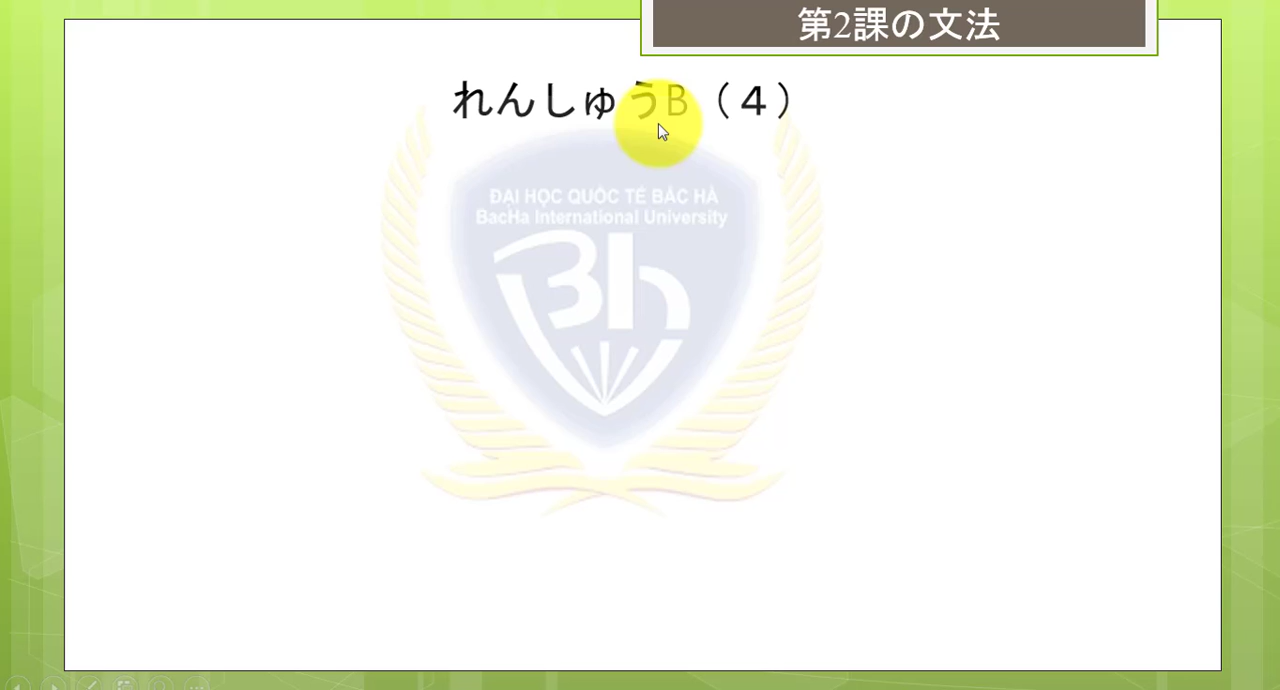 第2課の文法
れんしゅうB（４）
ĐẠI HỌC QUỐC TẾ BẮC HÀ
BacHa International University
Bh